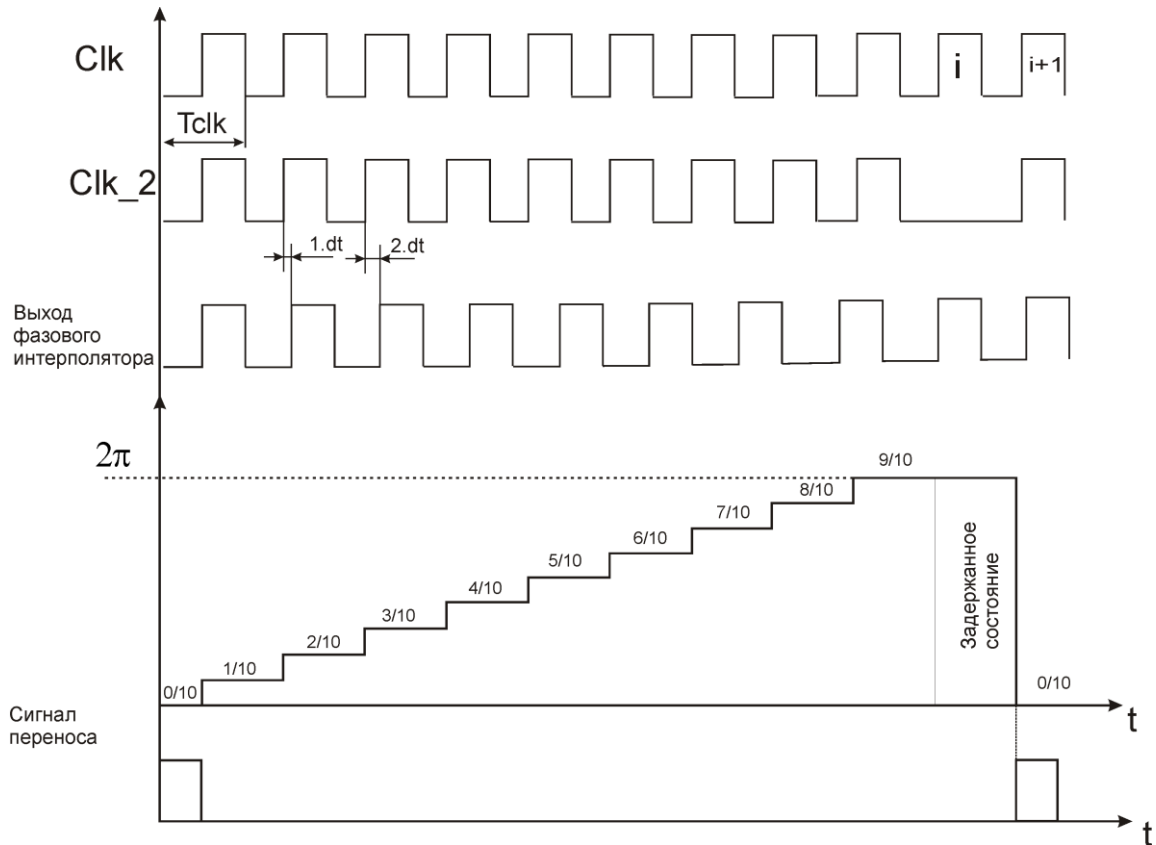 Clk
i
i+1
Tclk
Clk_2
1.dt
2.dt
Выход
фазового
интерполятора
2π
9/10
8/10
7/10
6/10
5/10
4/10
3/10
2/10
1/10
0/10
Задержанное
состояние
0/10
t
Сигнал
переноса
t